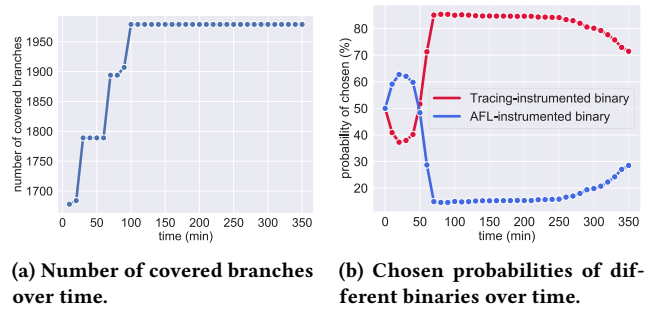 number of covered branches
1950
1900
1850
1800
1750
1700
0 50 100 150 200 250 300 350
time (min)
(a) Number of covered branches
over time.
probability of chosen (%)
80
60
40
20
Tracing-instrumented binary
AFL-instrumented binary
0 50 100 150 200 250 300 350
time (min)
(b) Chosen probabilities of dif-
ferent binaries over time.